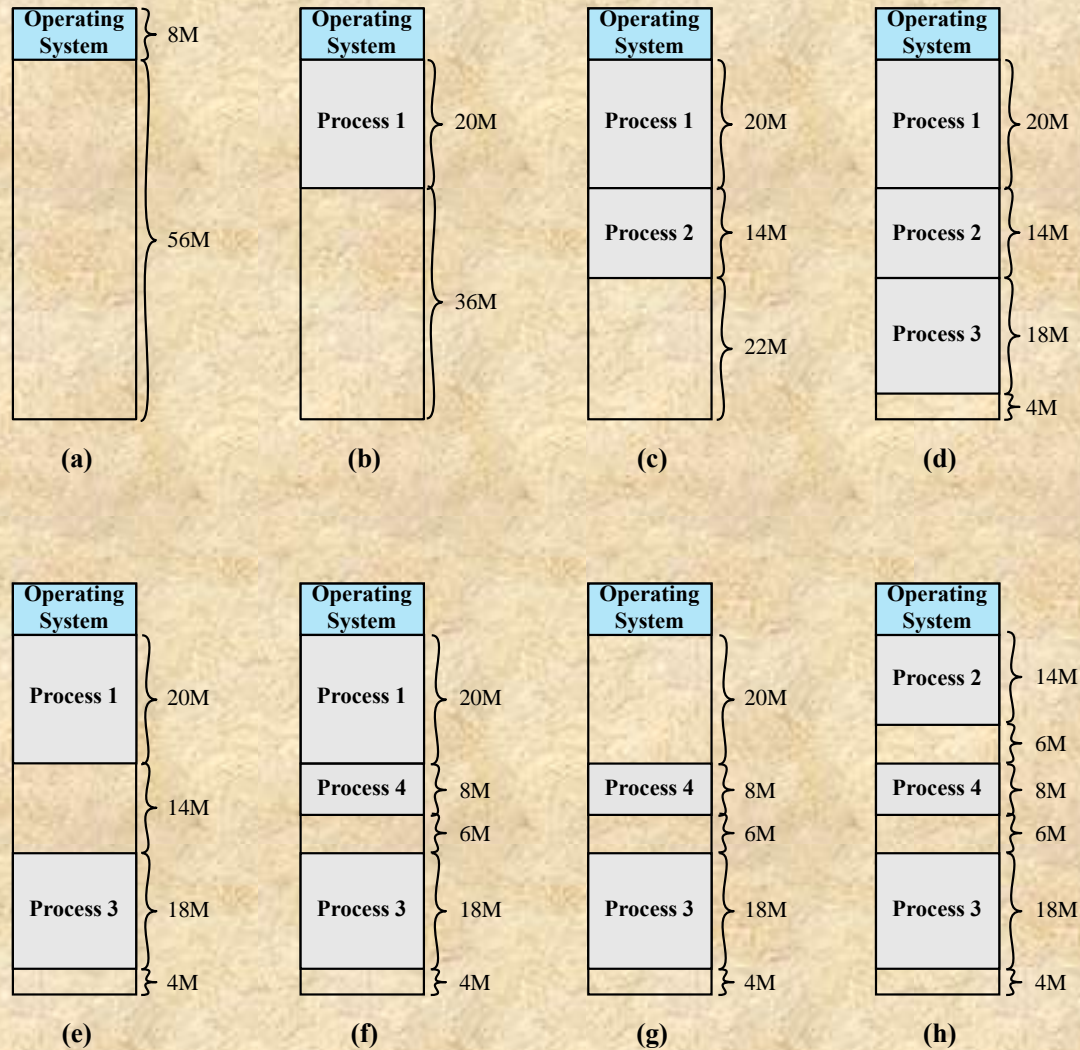 Operating
System
8M
56M
(a)
Operating
System
Process 1
20M
36M
(b)
Operating
System
Process 1
20M
Process 2
14M
22M
(c)
Operating
System
Process 1
20M
Process 2
14M
Process 3
18M
4M
(d)
Operating
System
Process 1
20M
14M
Process 3
18M
4M
(e)
Operating
System
Process 1
20M
Process 4
8M
6M
Process 3
18M
4M
(f)
Operating
System
20M
Process 4
8M
6M
Process 3
18M
4M
(g)
Operating
System
Process 2
14M
6M
Process 4
8M
6M
Process 3
18M
4M
(h)